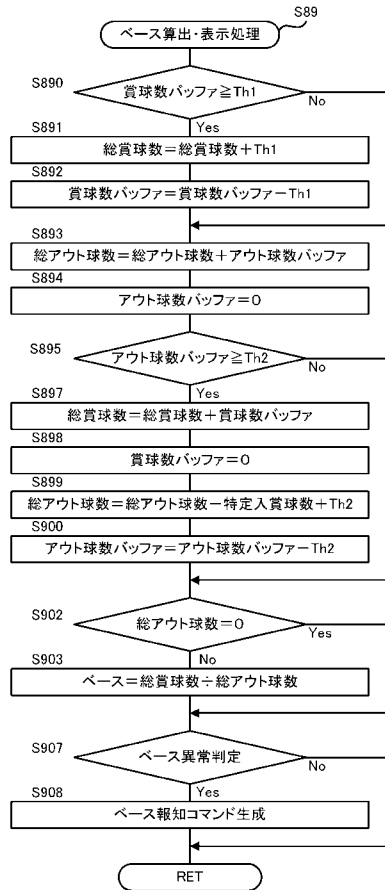 S89
ベース算出・表示処理
S890
賞球数バッファ≧Th1
No
Yes
S891
総賞球数=総賞球数+Th1
S892
賞球数バッファ=賞球数バッファ-Th1
S893
総アウト球数=総アウト球数+アウト球数バッファ
S894
アウト球数バッファ=0
S895
アウト球数バッファ≧Th2
No
Yes
S897
総賞球数=総賞球数+賞球数バッファ
S898
賞球数バッファ=0
S899
総アウト球数=総アウト球数-特定入賞球数+Th2
S900
アウト球数バッファ=アウト球数バッファ-Th2
S902
総アウト球数=0
Yes
No
S903
ベース=総賞球数÷総アウト球数
S907
ベース異常判定
No
Yes
S908
ベース報知コマンド生成
RET